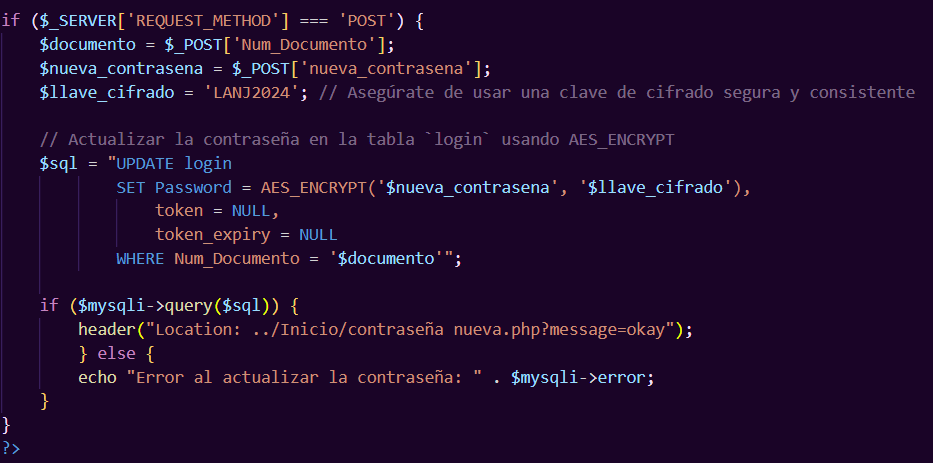 if ($_SERVER['REQUEST_METHOD'] === 'POST') {
    $documento = $_POST['Num_Documento'];
    $nueva_contrasena = $_POST['nueva_contrasena'];
    $llave_cifrado = 'LANJ2024'; // Asegúrate de usar una clave de cifrado segura y consistente

    // Actualizar la contraseña en la tabla `login` usando AES_ENCRYPT
    $sql = "UPDATE login
            SET Password = AES_ENCRYPT('$nueva_contrasena', '$llave_cifrado'),
                token = NULL,
                token_expiry = NULL
            WHERE Num_Documento = '$documento'";

    if ($mysqli->query($sql)) {
        header("Location: ../Inicio/contraseña nueva.php?message=okay");
        } else {
        echo "Error al actualizar la contraseña: " . $mysqli->error;
    }
}
?>